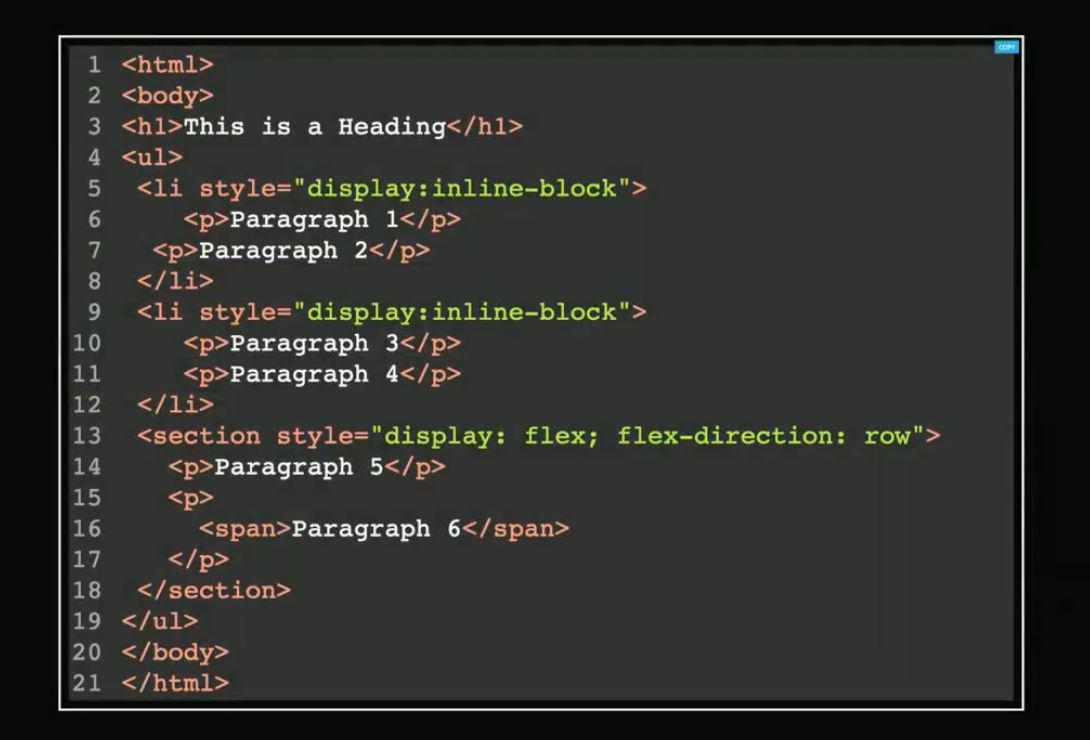 COPY
1 <html>
2 <body>
3 <h1>This is a Heading</h1>
4 <ul>
5  <li style="display:inline-block">
6     <p>Paragraph 1</p>
7   <p>Paragraph 2</p>
8  </li>
9  <li style="display:inline-block">
10     <p>Paragraph 3</p>
11     <p>Paragraph 4</p>
12  </li>
13  <section style="display: flex; flex-direction: row">
14    <p>Paragraph 5</p>
15    <p>
16      <span>Paragraph 6</span>
17    </p>
18  </section>
19 </ul>
20 </body>
21 </html>